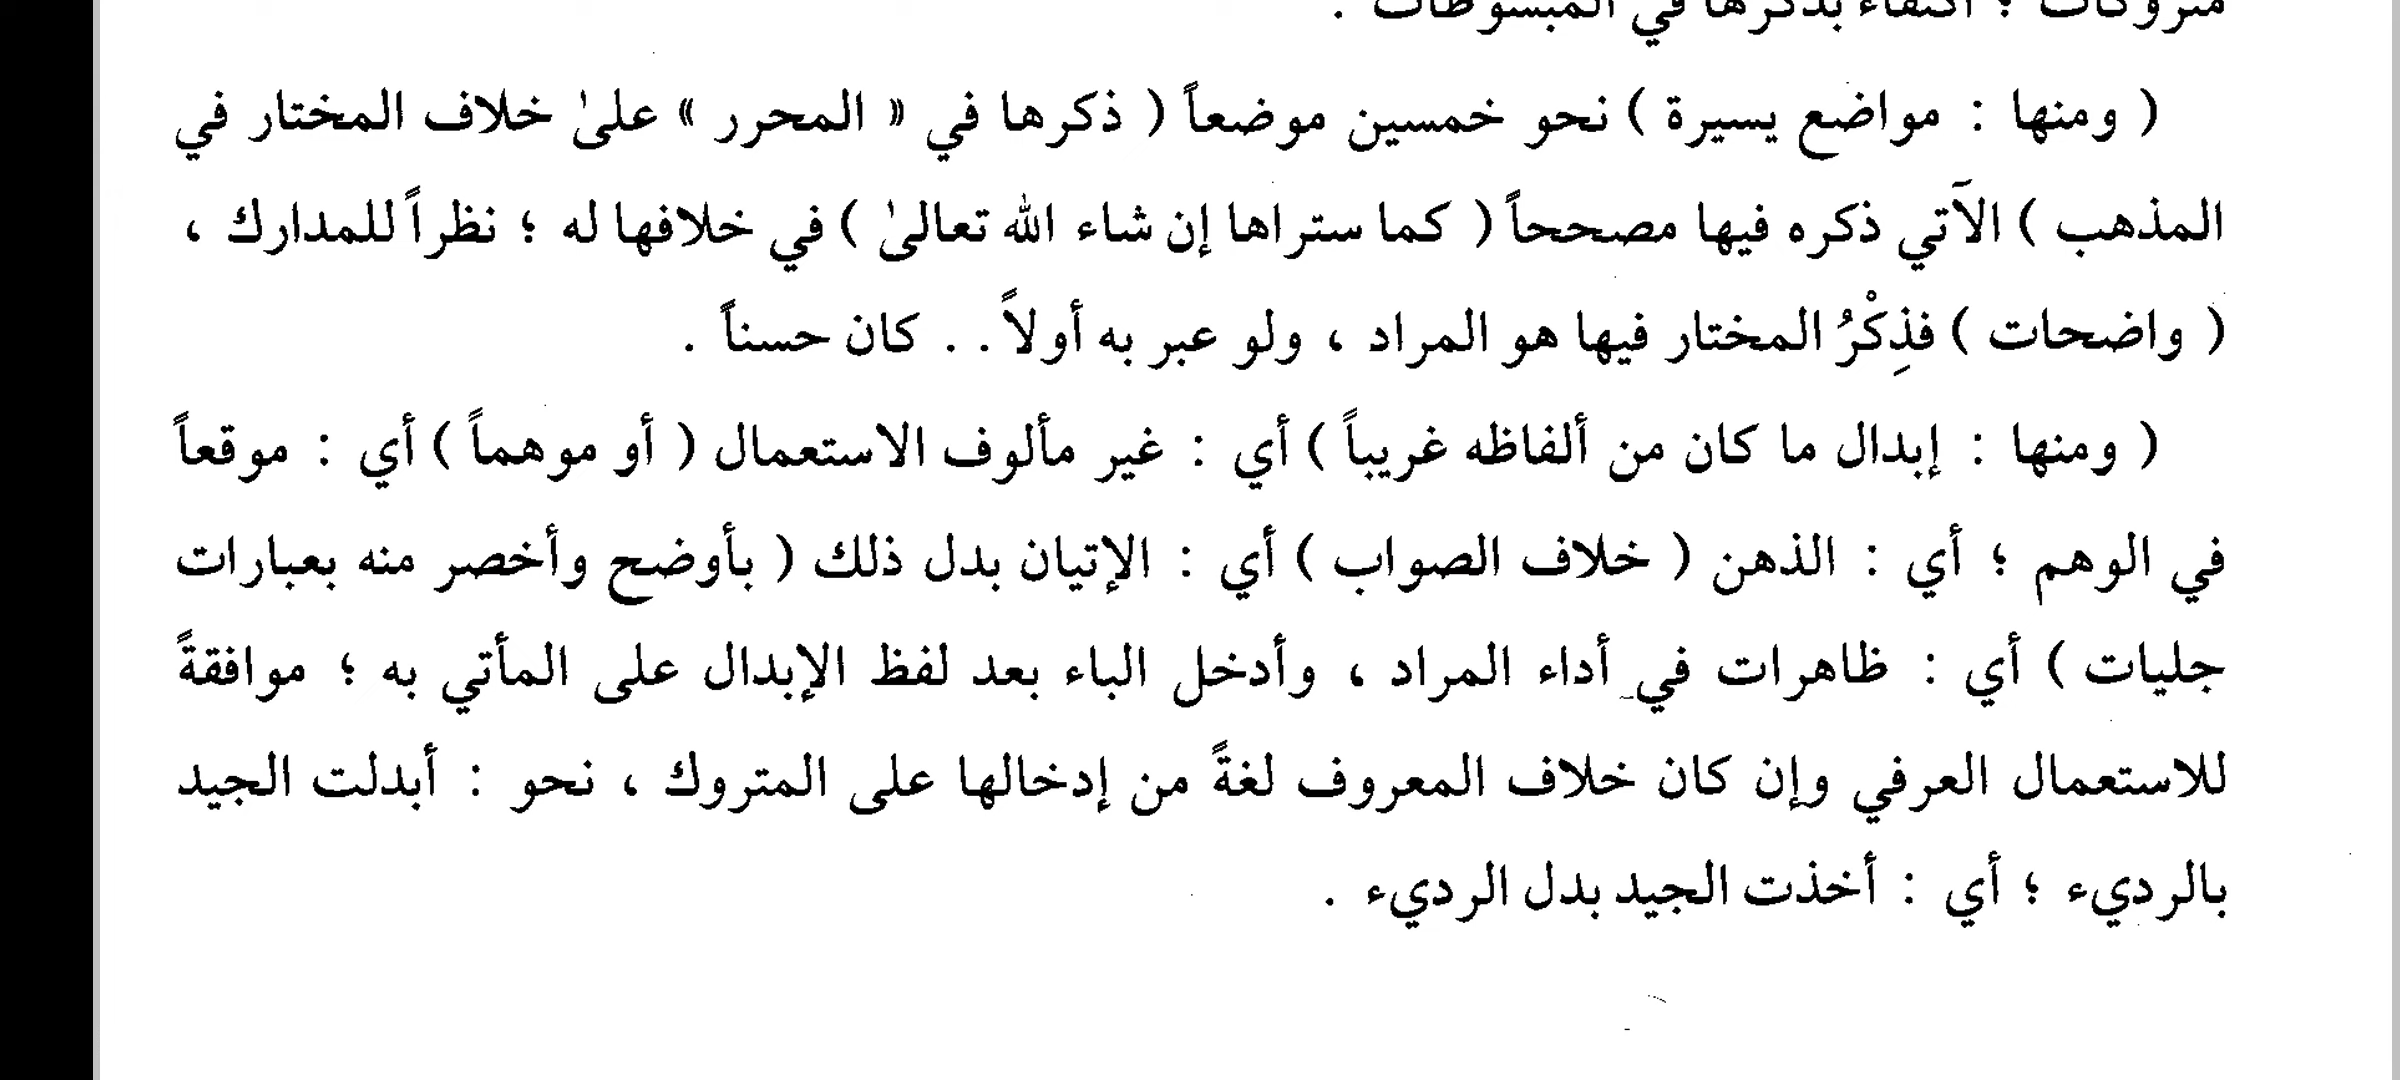 متروكات ؛ اكتفاء بذكرها في المبسوطات .
( ومنها : مواضع يسيرة ) نحو خمسين موضعاً ( ذكرها في « المحرر » علىٰ خلاف المختار في
المذهب ) الآتي ذكره فيها مصححاً ( كما ستراها إن شاء الله تعالىٰ ) في خلافها له ؛ نظراً للمدارك ،
( واضحات ) فذِكْرُ المختار فيها هو المراد ، ولو عبر به أولاً . . كان حسناً .
( ومنها : إبدال ما كان من ألفاظه غريباً ) أي : غير مألوف الاستعمال ( أو موهماً ) أي : موقعاً
في الوهم ؛ أي : الذهن ( خلاف الصواب ) أي : الإتيان بدل ذلك ( بأوضح وأخصر منه بعبارات
جليات ) أي : ظاهرات في أداء المراد ، وأدخل الباء بعد لفظ الإبدال على المأتي به ؛ موافقةً
للاستعمال العرفي وإن كان خلاف المعروف لغةً من إدخالها على المتروك ، نحو : أبدلت الجيد
بالرديء ؛ أي : أخذت الجيد بدل الرديء .